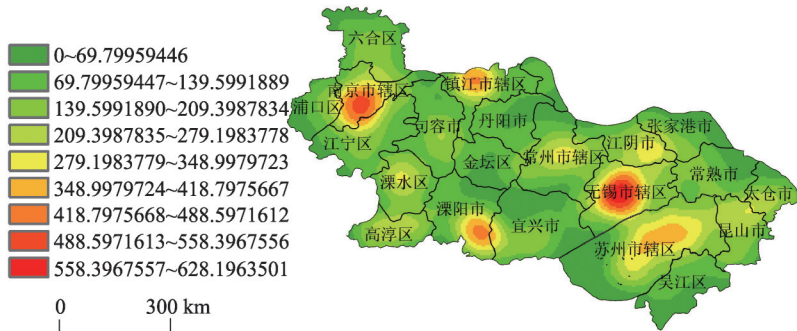 0~69.79959446
69.79959447~139.5991889
139.5991890~209.3987834
209.3987835~279.1983778
279.1983779~348.9979723
348.9979724~418.7975667
418.7975668~488.5971612
488.5971613~558.3967556
558.3967557~628.1963501
0 300 km
六合区
南京市辖区
镇江市辖区
浦口区
句容市
丹阳市
张家港市
江宁区
江阴市
金坛区
常州市辖区
常熟市
溧水区
无锡市辖区
太仓市
溧阳市
宜兴市
高淳区
昆山市
苏州市辖区
吴江区